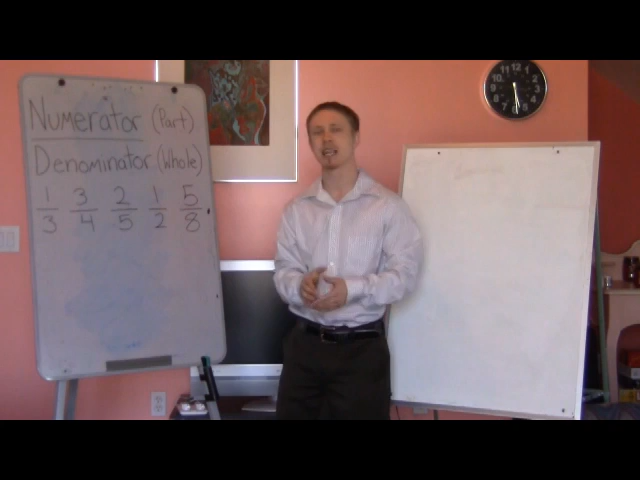 Numerator (Part)
Denominator (Whole)
1 3 2 1 5
3 4 5 2 8